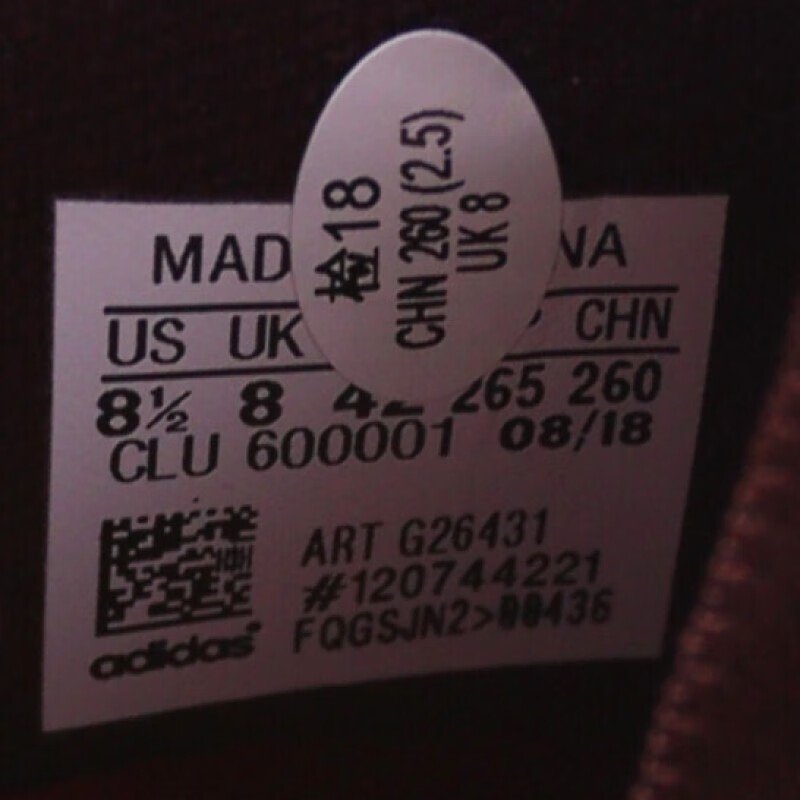 检18
CHN 260 (2.5)
UK 8
MAD NA
US UK CHN
8½ 8 42 265 260
CLU 600001 08/18
ART G26431
#120744221
FQGSJN2>00436
adidas